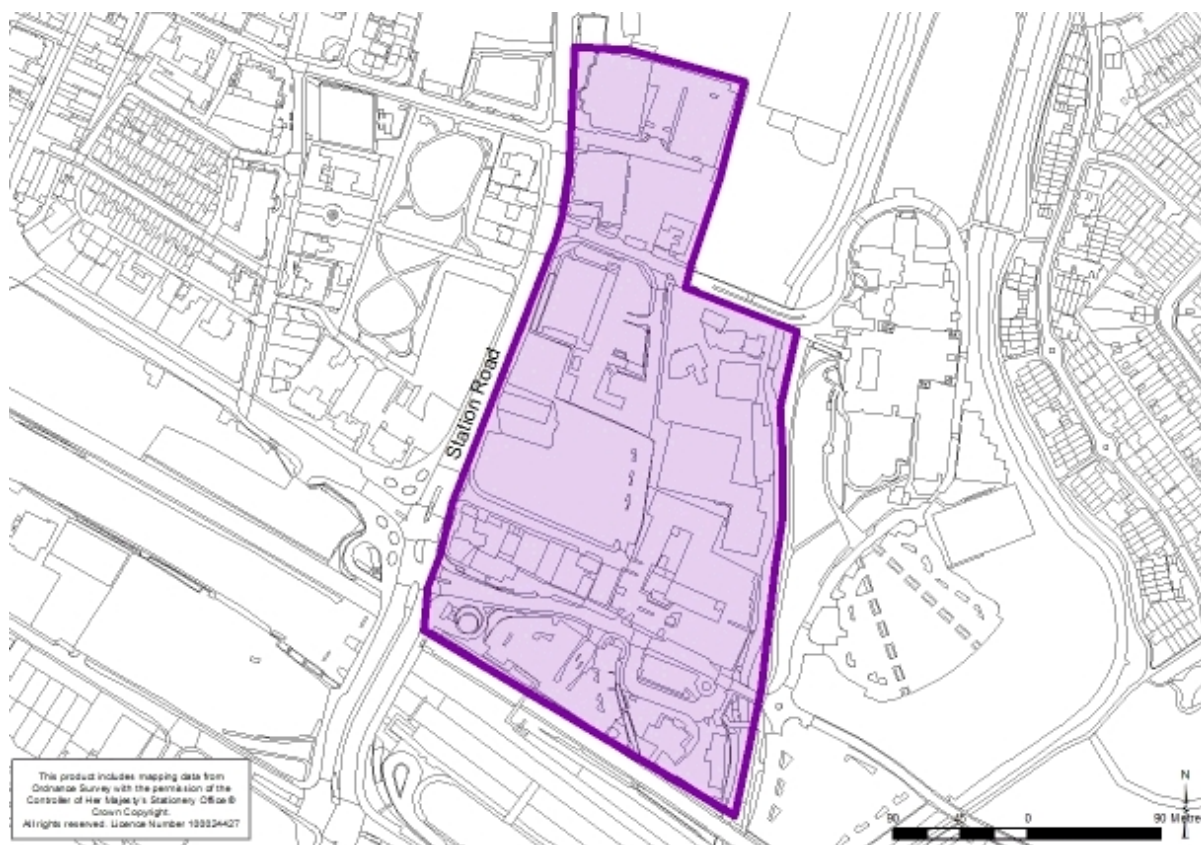 Station Road
This product includes mapping data from
Ordnance Survey with the permission of the
Controller of Her Majesty's Stationery Office ©
Crown Copyright.
All rights reserved. Licence Number 100024427
N
90 45 0 90 Metre